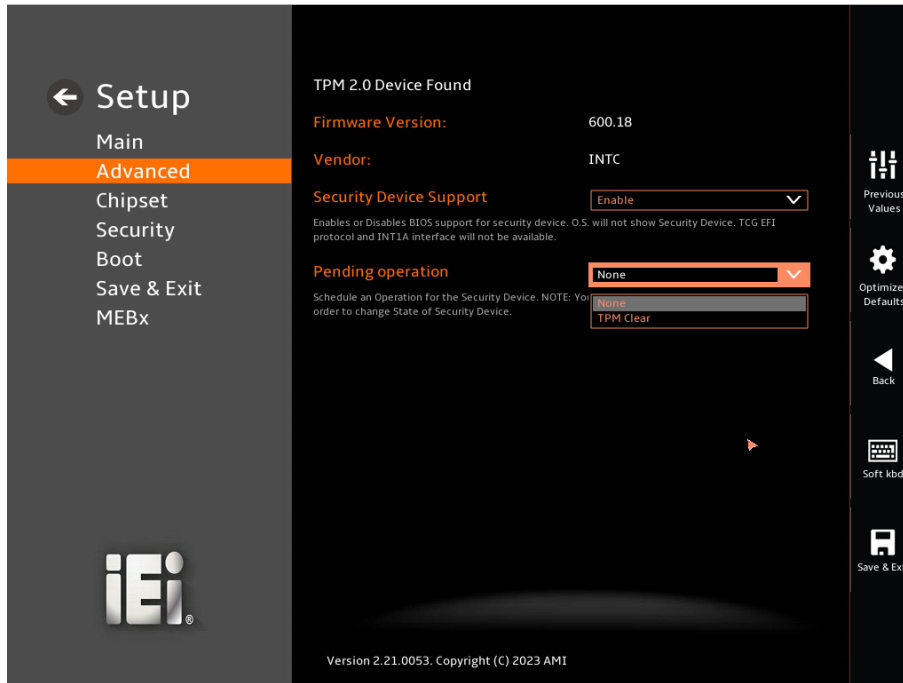 Setup
Main
Advanced
Chipset
Security
Boot
Save & Exit
MEBx
iEi®
TPM 2.0 Device Found
Firmware Version: 600.18
Vendor: INTC
Security Device Support Enable
Enables or Disables BIOS support for security device. O.S. will not show Security Device. TCG EFI
protocol and INT1A interface will not be available.
Pending operation None
Schedule an Operation for the Security Device. NOTE: You
order to change State of Security Device.
None
TPM Clear
Version 2.21.0053. Copyright (C) 2023 AMI
Previous
Values
Optimize
Defaults
Back
Soft kbd
Save & Exi